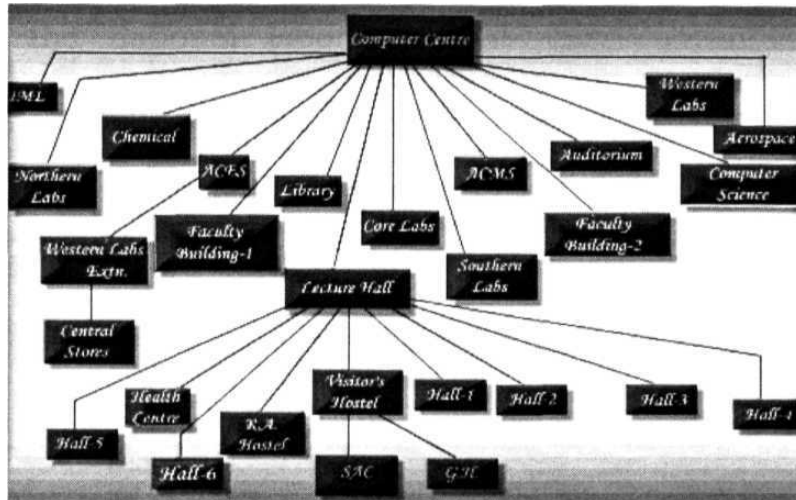 Computer Centre
IML
Western
Labs
Chemical
Aerospace
Auditorium
Northern
Labs
ACES
Library
ACMS
Computer
Science
Faculty
Building-1
Core Labs
Faculty
Building-2
Western Labs
Extn.
Southern
Labs
Lecture Hall
Central
Stores
Health
Centre
Visitor's
Hostel
Hall-1
Hall-2
Hall-3
Hall-4
Hall-5
R.A.
Hostel
Hall-6
SAC
G.H